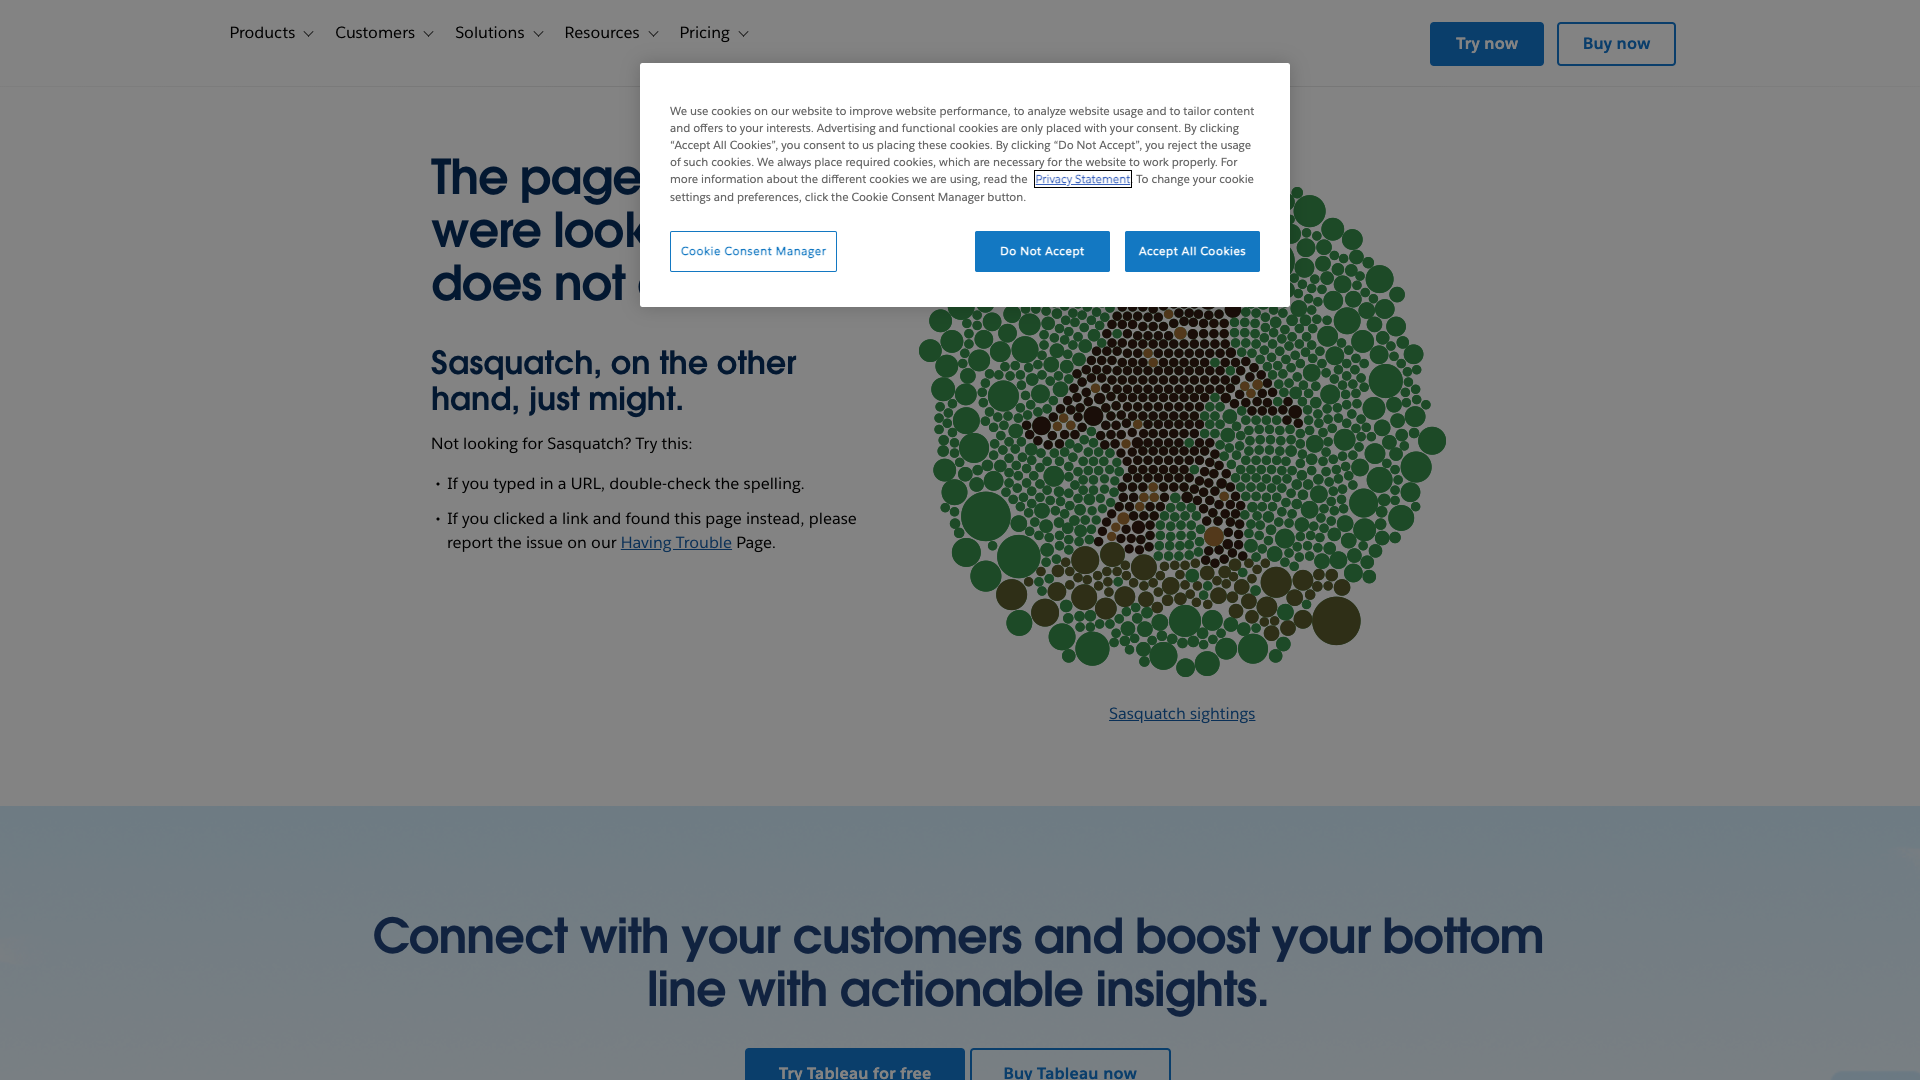 Products
Customers
Solutions
Resources
Pricing
Try now
Buy now
We use cookies on our website to improve website performance, to analyze website usage and to tailor content
and offers to your interests. Advertising and functional cookies are only placed with your consent. By clicking
“Accept All Cookies”, you consent to us placing these cookies. By clicking “Do Not Accept”, you reject the usage
of such cookies. We always place required cookies, which are necessary for the website to work properly. For
more information about the different cookies we are using, read the Privacy Statement To change your cookie
settings and preferences, click the Cookie Consent Manager button.
Cookie Consent Manager
Do Not Accept
Accept All Cookies
The page
were look
does not
Sasquatch, on the other
hand, just might.
Not looking for Sasquatch? Try this:
• If you typed in a URL, double-check the spelling.
• If you clicked a link and found this page instead, please
report the issue on our Having Trouble Page.
Sasquatch sightings
Connect with your customers and boost your bottom
line with actionable insights.
Try Tableau for free
Buy Tableau now